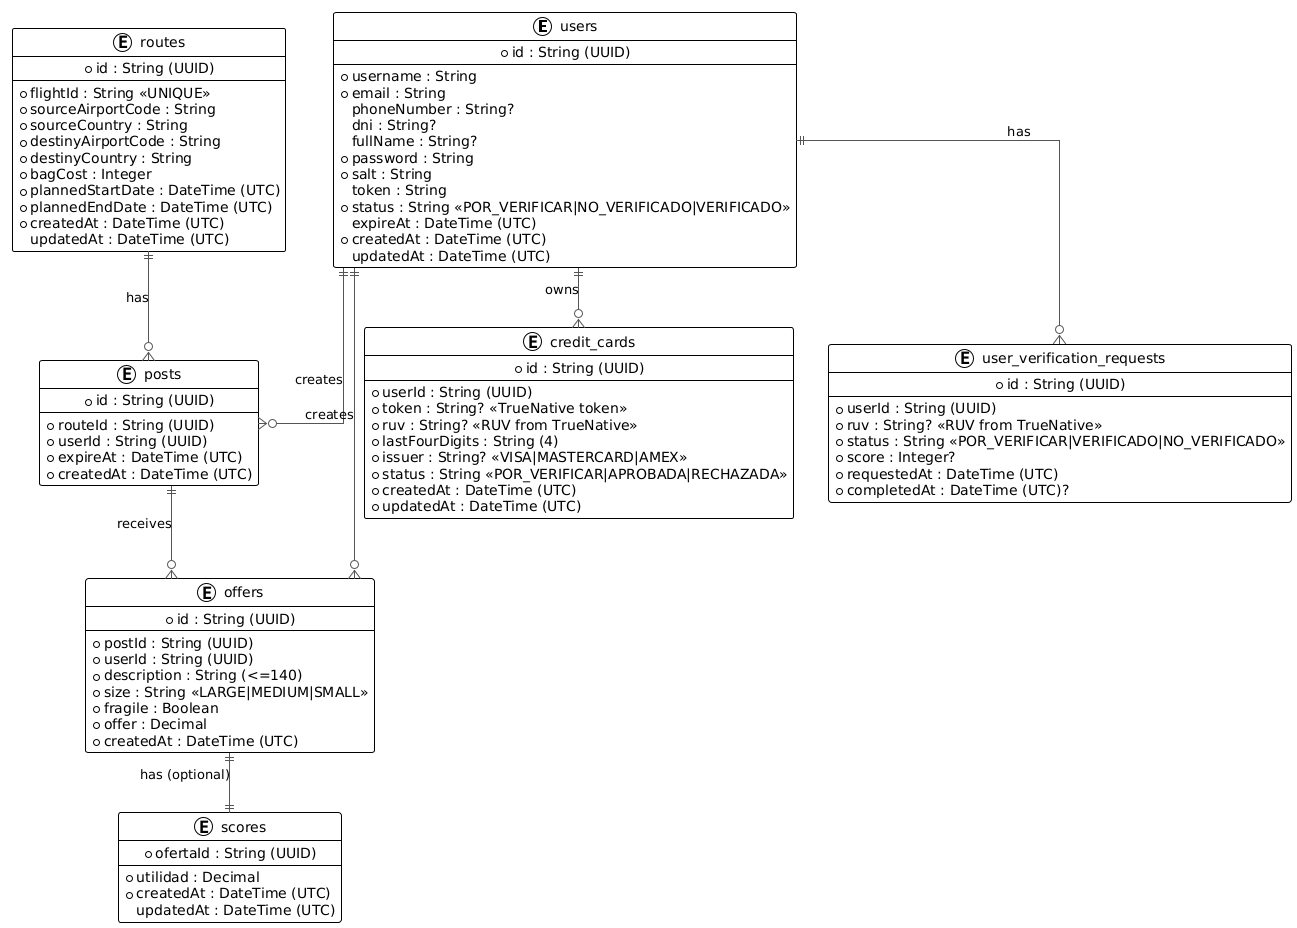 E routes
id : String (UUID)
flightId : String «UNIQUE»
sourceAirportCode : String
sourceCountry : String
destinyAirportCode : String
destinyCountry : String
bagCost : Integer
plannedStartDate : DateTime (UTC)
plannedEndDate : DateTime (UTC)
createdAt : DateTime (UTC)
updatedAt : DateTime (UTC)
E users
id : String (UUID)
username : String
email : String
phoneNumber : String?
dni : String?
fullName : String?
password : String
salt : String
token : String
status : String «POR_VERIFICAR|NO_VERIFICADO|VERIFICADO»
expireAt : DateTime (UTC)
createdAt : DateTime (UTC)
updatedAt : DateTime (UTC)
has
has
owns
creates
creates
E posts
id : String (UUID)
routeId : String (UUID)
userId : String (UUID)
expireAt : DateTime (UTC)
createdAt : DateTime (UTC)
E credit_cards
id : String (UUID)
userId : String (UUID)
token : String? «TrueNative token»
ruv : String? «RUV from TrueNative»
lastFourDigits : String (4)
issuer : String? «VISA|MASTERCARD|AMEX»
status : String «POR_VERIFICAR|APROBADA|RECHAZADA»
createdAt : DateTime (UTC)
updatedAt : DateTime (UTC)
E user_verification_requests
id : String (UUID)
userId : String (UUID)
ruv : String? «RUV from TrueNative»
status : String «POR_VERIFICAR|VERIFICADO|NO_VERIFICADO»
score : Integer?
requestedAt : DateTime (UTC)
completedAt : DateTime (UTC)?
receives
E offers
id : String (UUID)
postId : String (UUID)
userId : String (UUID)
description : String (<=140)
size : String «LARGE|MEDIUM|SMALL»
fragile : Boolean
offer : Decimal
createdAt : DateTime (UTC)
has (optional)
E scores
ofertaId : String (UUID)
utilidad : Decimal
createdAt : DateTime (UTC)
updatedAt : DateTime (UTC)